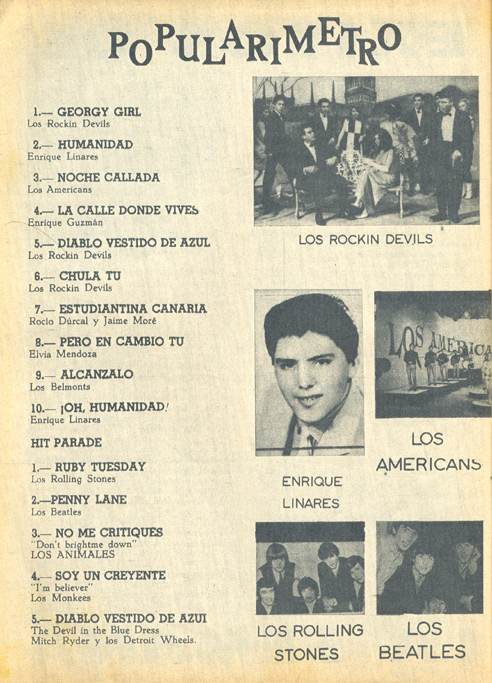 POPULARIMETRO
1.— GEORGY GIRL
Los Rockin Devils
2.— HUMANIDAD
Enrique Linares
3.— NOCHE CALLADA
Los Americans
4.— LA CALLE DONDE VIVES
Enrique Guzmán
5.— DIABLO VESTIDO DE AZUL
Los Rockin Devils
6.— CHULA TU
Los Rockin Devils
7.— ESTUDIANTINA CANARIA
Rocío Dúrcal y Jaime Moré
8.— PERO EN CAMBIO TU
Elvia Mendoza
9.— ALCANZALO
Los Belmonts
10.— ¡OH, HUMANIDAD!
Enrique Linares
HIT PARADE
1.— RUBY TUESDAY
Los Rolling Stones
2.—PENNY LANE
Los Beatles
3.— NO ME CRITIQUES
"Don't brightme down"
LOS ANIMALES
4.— SOY UN CREYENTE
"I'm believer"
Los Monkees
5.— DIABLO VESTIDO DE AZUI
The Devil in the Blue Dress
Mitch Ryder y los Detroit Wheels.
LOS ROCKIN DEVILS
LOS AMERICA
ENRIQUE
LINARES
LOS
AMERICANS
LOS ROLLING
STONES
LOS
BEATLES